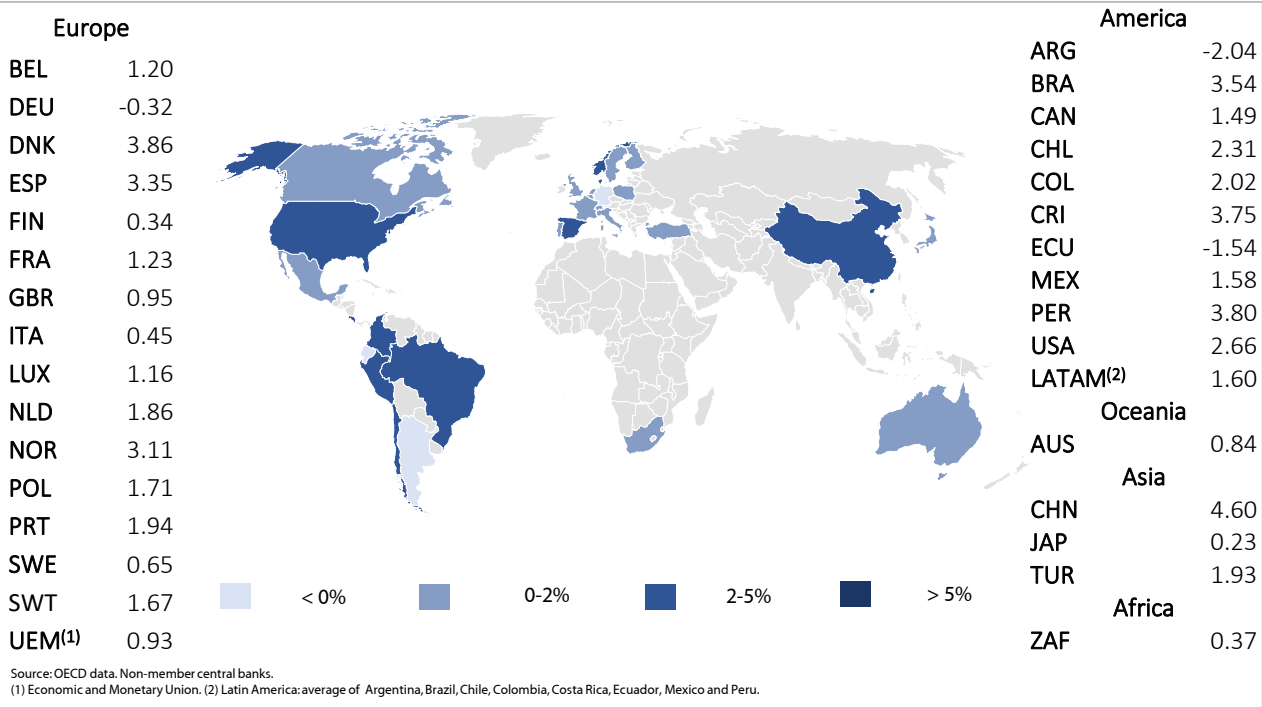 Europe
BEL 1.20
DEU -0.32
DNK 3.86
ESP 3.35
FIN 0.34
FRA 1.23
GBR 0.95
ITA 0.45
LUX 1.16
NLD 1.86
NOR 3.11
POL 1.71
PRT 1.94
SWE 0.65
SWT 1.67
UEM(1) 0.93
America
ARG -2.04
BRA 3.54
CAN 1.49
CHL 2.31
COL 2.02
CRI 3.75
ECU -1.54
MEX 1.58
PER 3.80
USA 2.66
LATAM(2) 1.60
Oceania
AUS 0.84
Asia
CHN 4.60
JAP 0.23
TUR 1.93
Africa
ZAF 0.37
< 0% 0-2% 2-5% > 5%
Source: OECD data. Non-member central banks.
(1) Economic and Monetary Union. (2) Latin America: average of Argentina, Brazil, Chile, Colombia, Costa Rica, Ecuador, Mexico and Peru.